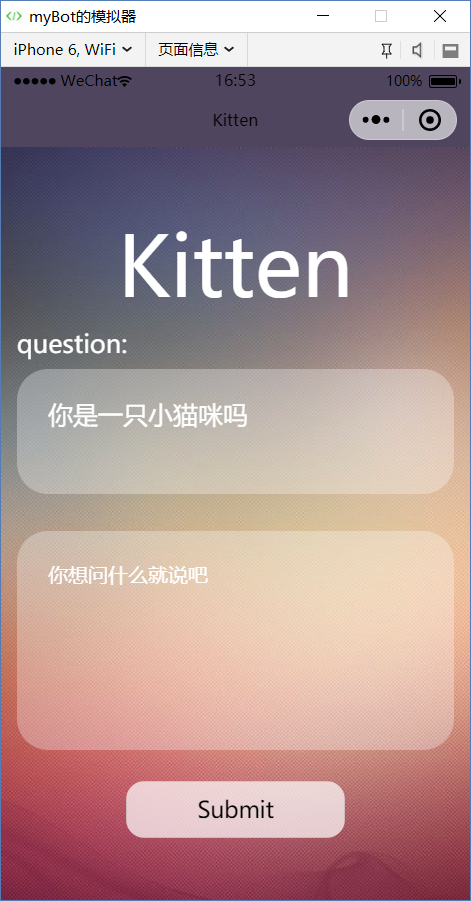 myBot的模拟器
iPhone 6, WiFi 页面信息
WeChat 16:53 100%
Kitten
Kitten
question:
你是一只小猫咪吗
你想问什么就说吧
Submit